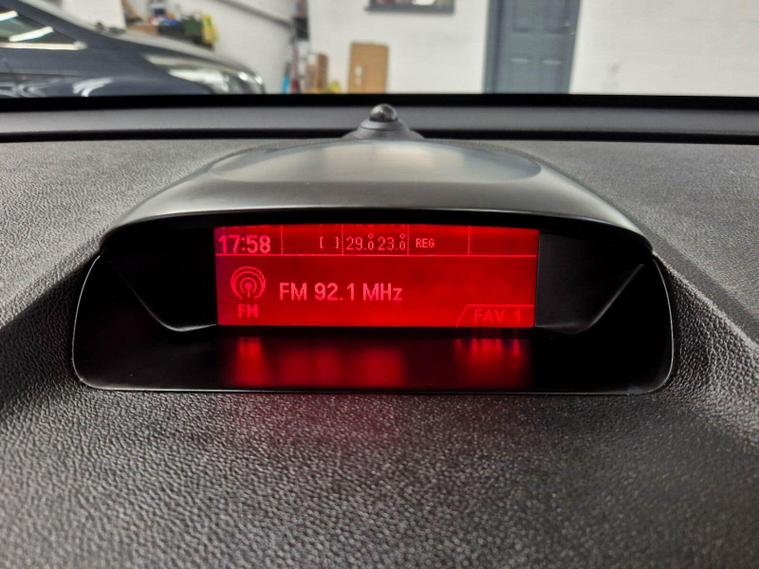 17:58 [ ] 29.0° 23.0° REG
FM 92.1 MHz
FM
FAV 1